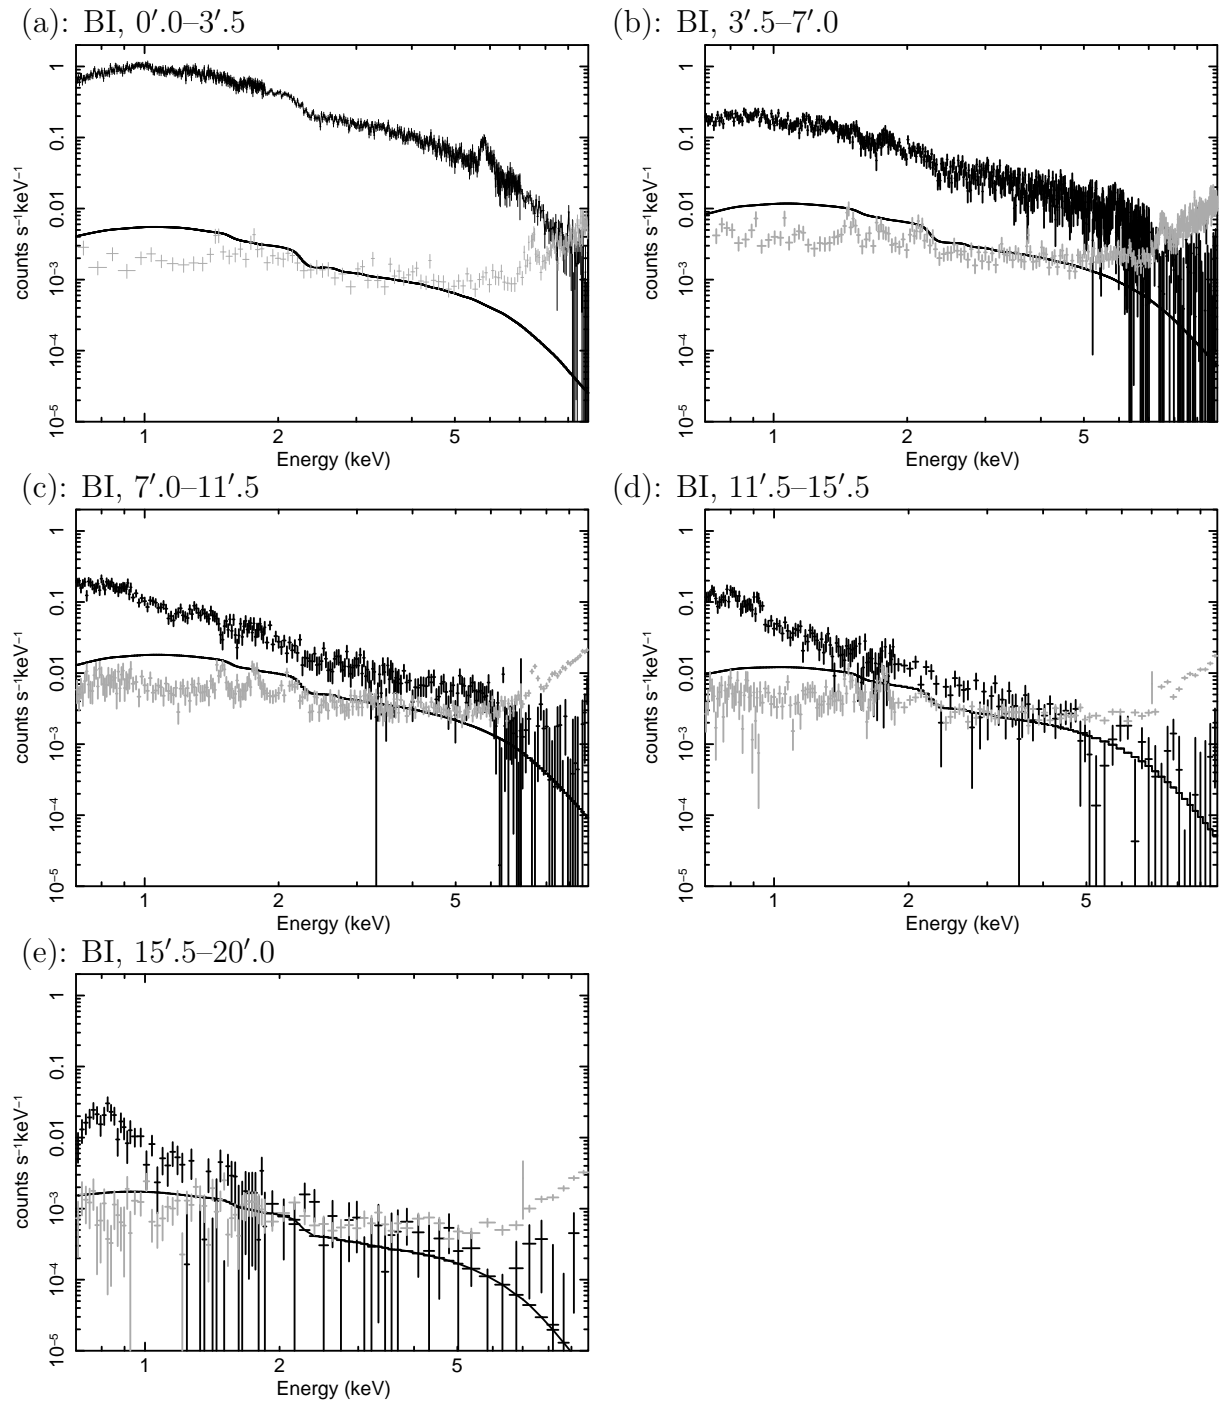 (a): BI, 0′.0–3′.5
1
0.1
0.01
10⁻³
10⁻⁴
10⁻⁵
counts s⁻¹keV⁻¹
1 2 5
Energy (keV)
(b): BI, 3′.5–7′.0
1
0.1
0.01
10⁻³
10⁻⁴
10⁻⁵
counts s⁻¹keV⁻¹
1 2 5
Energy (keV)
(c): BI, 7′.0–11′.5
1
0.1
0.01
10⁻³
10⁻⁴
10⁻⁵
counts s⁻¹keV⁻¹
1 2 5
Energy (keV)
(d): BI, 11′.5–15′.5
1
0.1
0.01
10⁻³
10⁻⁴
10⁻⁵
counts s⁻¹keV⁻¹
1 2 5
Energy (keV)
(e): BI, 15′.5–20′.0
1
0.1
0.01
10⁻³
10⁻⁴
10⁻⁵
counts s⁻¹keV⁻¹
1 2 5
Energy (keV)